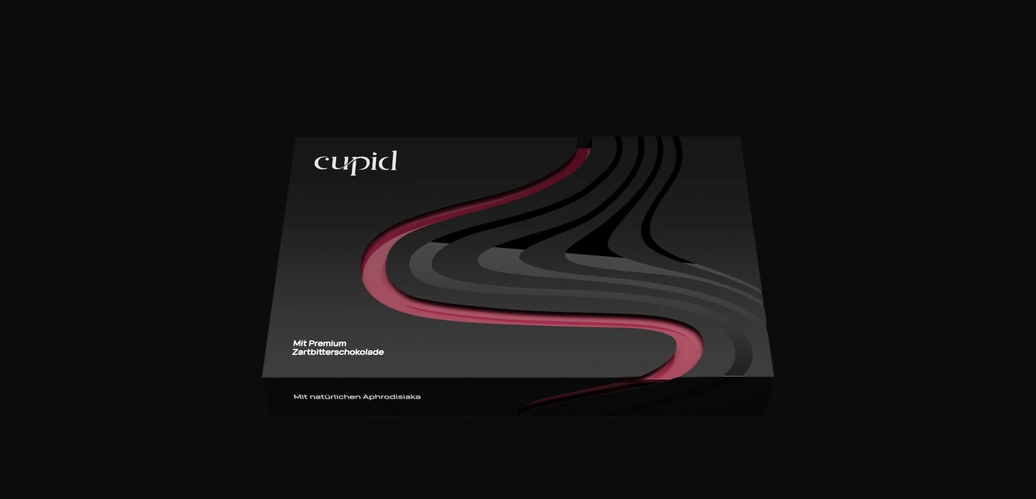 cupid
Mit Premium
Zartbitterschokolade
Mit natürlichen Aphrodisiaka